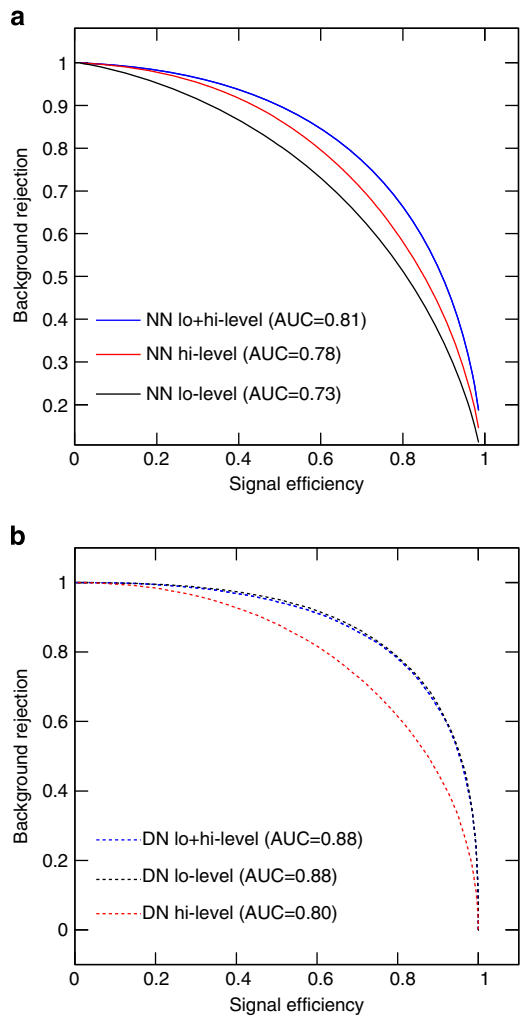 a
1
0.9
0.8
0.7
0.6
0.5
0.4
0.3
0.2
Background rejection
NN lo+hi-level (AUC=0.81)
NN hi-level (AUC=0.78)
NN lo-level (AUC=0.73)
0 0.2 0.4 0.6 0.8 1
Signal efficiency
b
1
0.8
0.6
0.4
0.2
0
Background rejection
DN lo+hi-level (AUC=0.88)
DN lo-level (AUC=0.88)
DN hi-level (AUC=0.80)
0 0.2 0.4 0.6 0.8 1
Signal efficiency